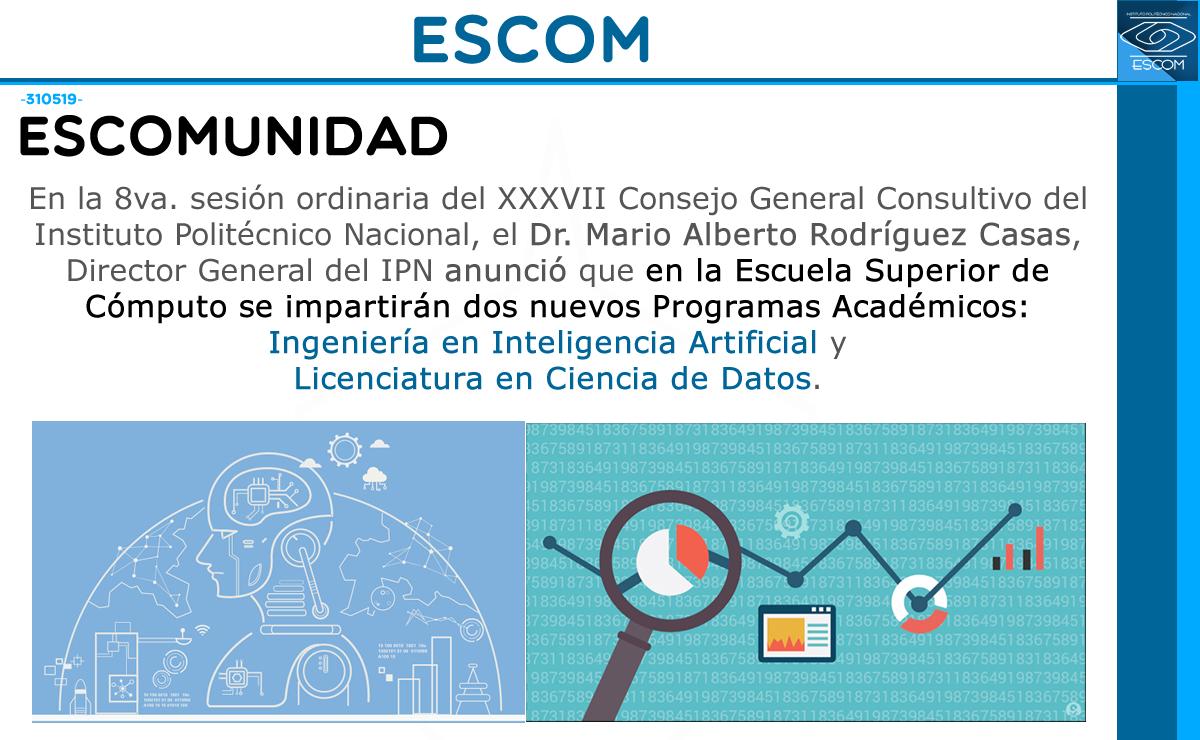 ESCOM
INSTITUTO POLITÉCNICO NACIONAL
ESCOM
-310519-
ESCOMUNIDAD
En la 8va. sesión ordinaria del XXXVII Consejo General Consultivo del
Instituto Politécnico Nacional, el Dr. Mario Alberto Rodríguez Casas,
Director General del IPN anunció que en la Escuela Superior de
Cómputo se impartirán dos nuevos Programas Académicos:
Ingeniería en Inteligencia Artificial y
Licenciatura en Ciencia de Datos.